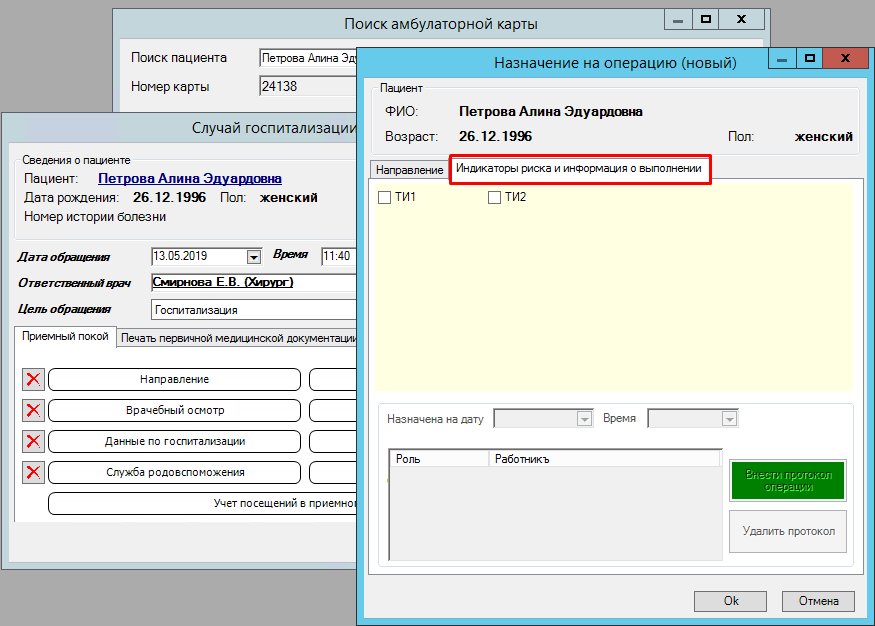 Поиск амбулаторной карты
Поиск пациента
Петрова Алина Эду
Номер карты
24138
Случай госпитализации
Сведения о пациенте
Пациент: Петрова Алина Эдуардовна
Дата рождения: 26.12.1996 Пол: женский
Номер истории болезни
Дата обращения 13.05.2019 Время 11:40
Ответственный врач Смирнова Е.В. (Хирург)
Цель обращения Госпитализация
Приемный покой Печать первичной медицинской документации
Направление
Врачебный осмотр
Данные по госпитализации
Служба родовспоможения
Учет посещений в приемно
Назначение на операцию (новый)
Пациент
ФИО: Петрова Алина Эдуардовна
Возраст: 26.12.1996 Пол: женский
Направление Индикаторы риска и информация о выполнении
ТИ1 ТИ2
Назначена на дату Время
Роль Работникъ
Внести протокол
операции
Удалить протокол
Ok Отмена